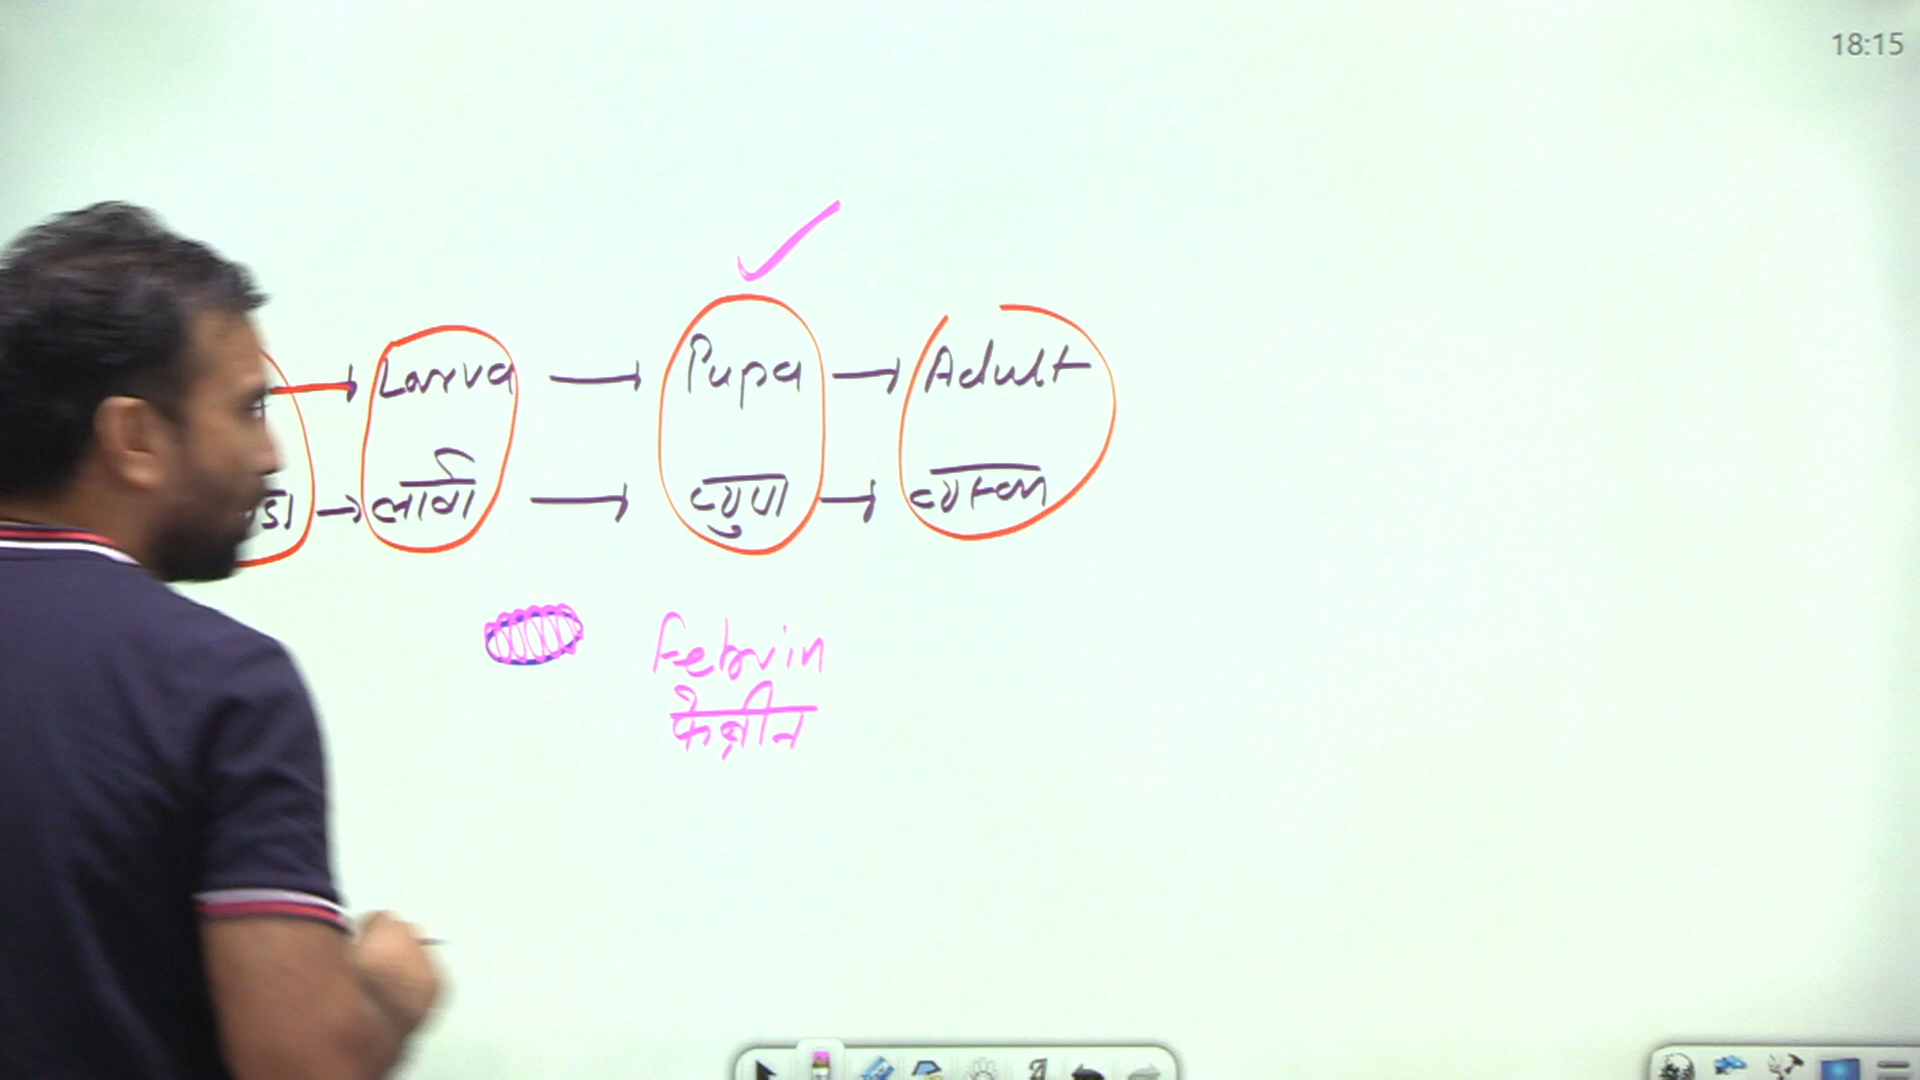 18:15
Larva → Pupa → Adult
→ लार्वा → प्युपा → व्यस्क
Febrin
फेब्रीन